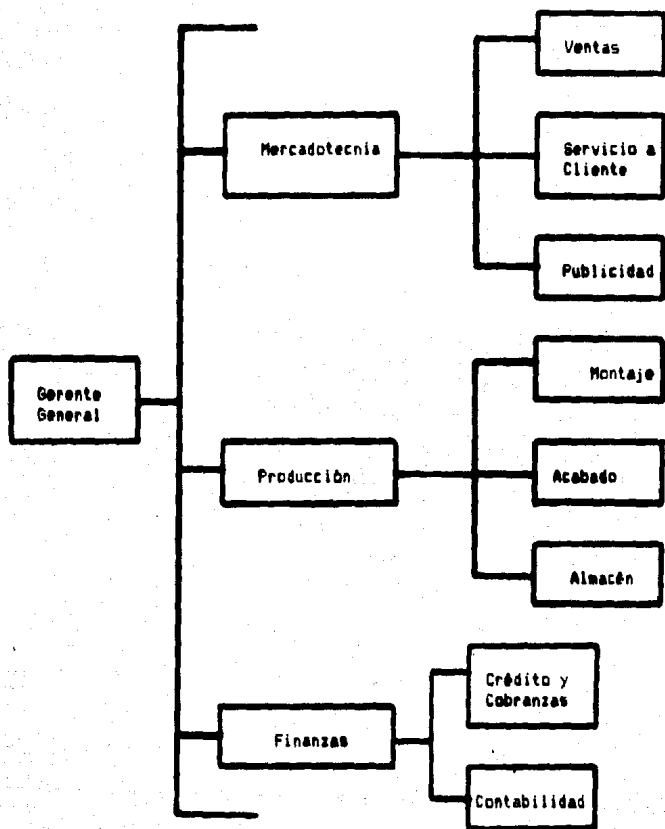 Ventas
Mercadotecnia
Servicio a
Cliente
Publicidad
Gerente
General
Montaje
Producción
Acabado
Almacén
Crédito y
Cobranzas
Finanzas
Contabilidad